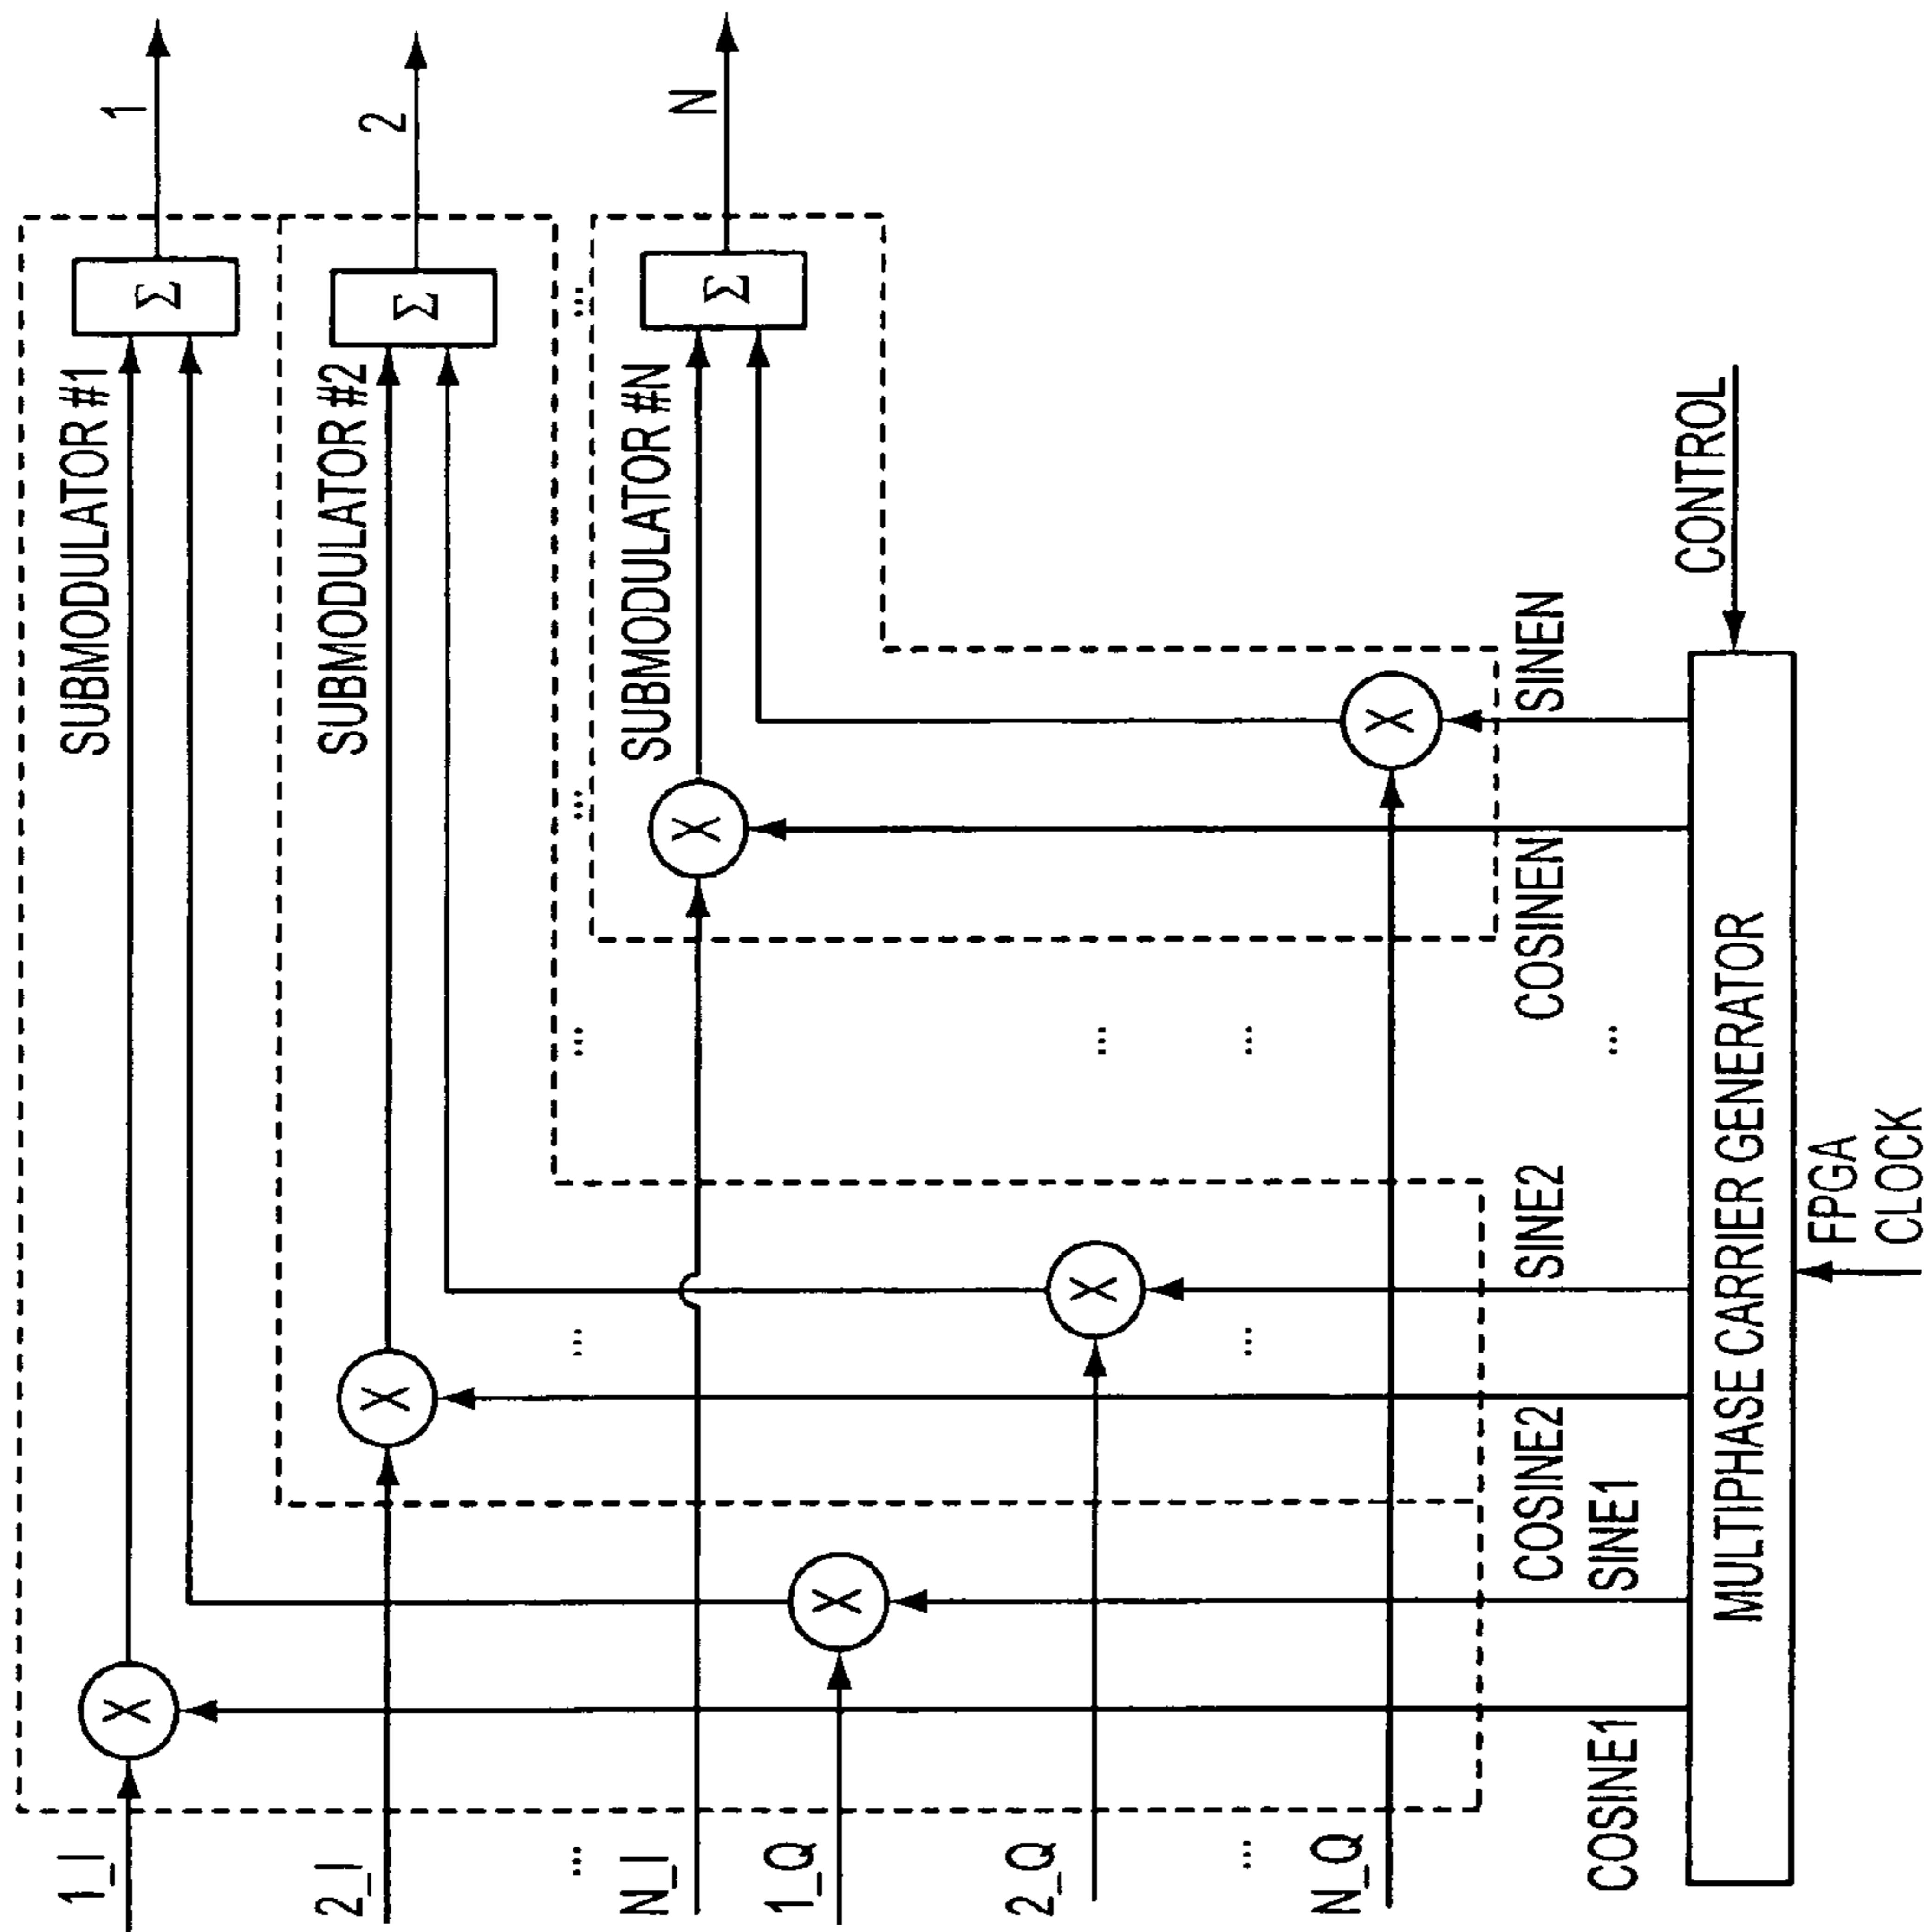 1_I
2_I
...
N_I
1_Q
2_Q
...
N_Q
X
X
X
X
X
X
...
...
...
...
...
...
...
...
SUBMODULATOR #1
SUBMODULATOR #2
SUBMODULATOR #N
Σ
Σ
Σ
1
2
N
COSINE1
SINE1
COSINE2
SINE2
...
COSINEN
SINEN
MULTIPHASE CARRIER GENERATOR
CONTROL
FPGA
CLOCK